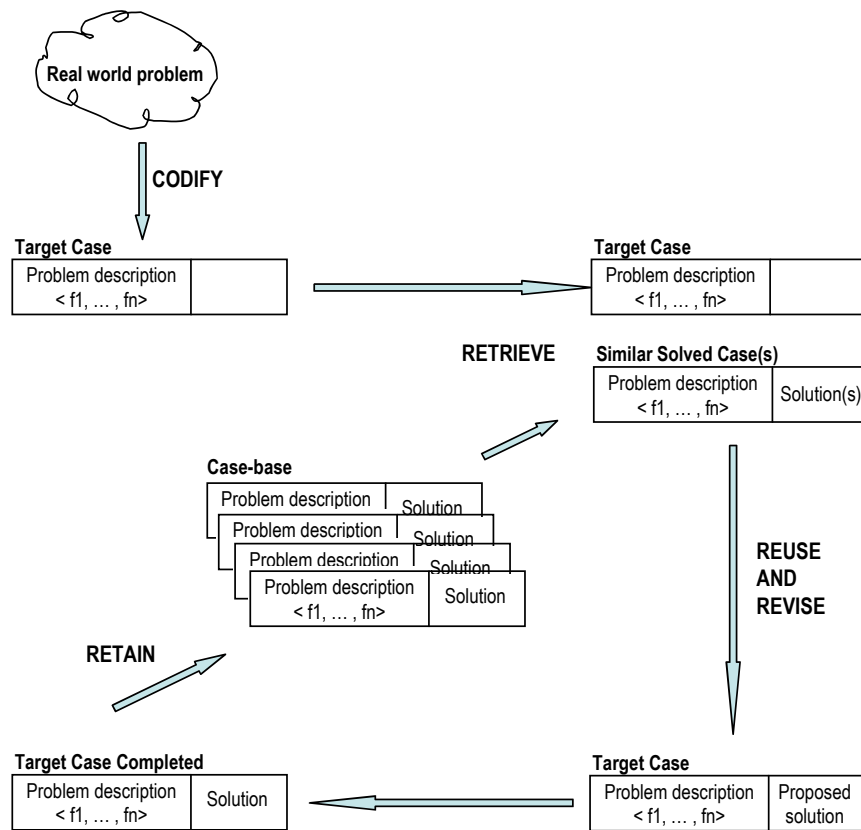 Real world problem
CODIFY
Target Case
Problem description
< f1, … , fn>
Target Case
Problem description
< f1, … , fn>
RETRIEVE
Similar Solved Case(s)
Problem description
< f1, … , fn>
Solution(s)
Case-base
Problem description
Solution
Problem description
Solution
Problem description
Solution
Problem description
< f1, … , fn>
Solution
REUSE
AND
REVISE
RETAIN
Target Case Completed
Problem description
< f1, … , fn>
Solution
Target Case
Problem description
< f1, … , fn>
Proposed
solution